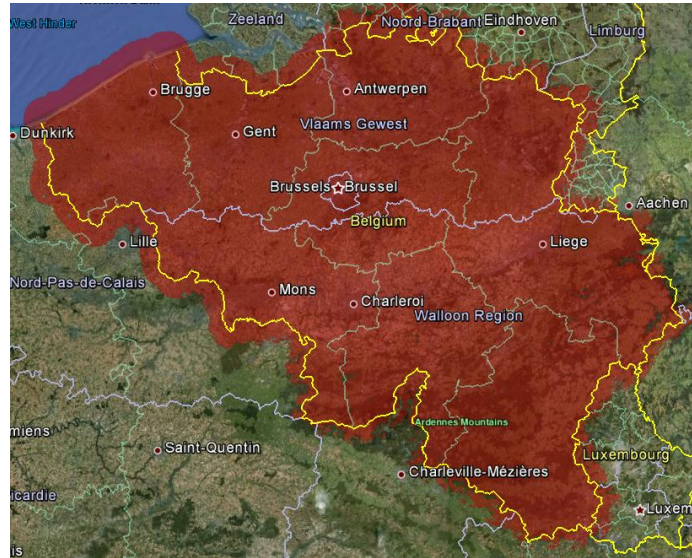 Zeeland
Noord-Brabant
Eindhoven
West Hinder
Limburg
Brugge
Antwerpen
Vlaams Gewest
Dunkirk
Gent
Brussels
Brussel
Aachen
Belgium
Lille
Liege
Nord-Pas-de-Calais
Mons
Charleroi
Walloon Region
Ardennes Mountains
Saint-Quentin
Luxembourg
Charleville-Mézières
miens
icardie
Luxem
is